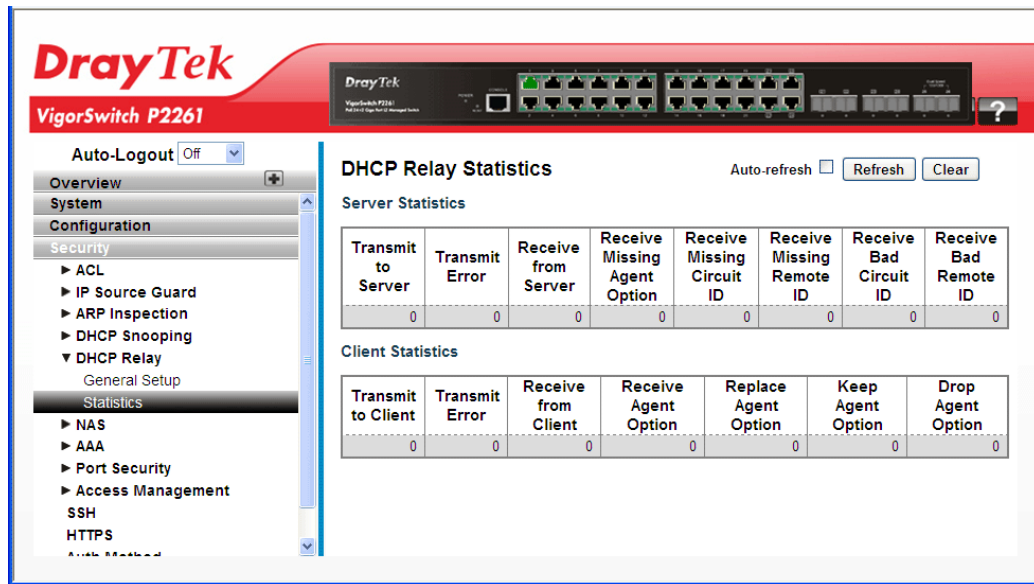 DrayTek
VigorSwitch P2261
DrayTek
VigorSwitch P2261
POWER
CONSOLE
?
Auto-Logout Off
Overview
System
Configuration
Security
ACL
IP Source Guard
ARP Inspection
DHCP Snooping
DHCP Relay
General Setup
Statistics
NAS
AAA
Port Security
Access Management
SSH
HTTPS
Auth Method
DHCP Relay Statistics
Auto-refresh Refresh Clear
Server Statistics
Transmit to Server Transmit Error Receive from Server Receive Missing Agent Option Receive Missing Circuit ID Receive Missing Remote ID Receive Bad Circuit ID Receive Bad Remote ID
0 0 0 0 0 0 0 0
Client Statistics
Transmit to Client Transmit Error Receive from Client Receive Agent Option Replace Agent Option Keep Agent Option Drop Agent Option
0 0 0 0 0 0 0